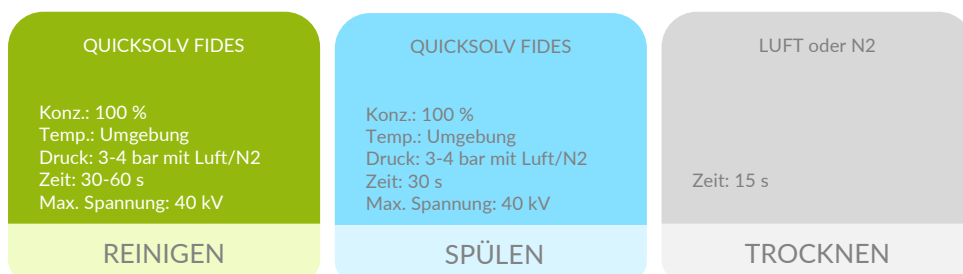 QUICKSOLV FIDES
Konz.: 100 %
Temp.: Umgebung
Druck: 3-4 bar mit Luft/N2
Zeit: 30-60 s
Max. Spannung: 40 kV
REINIGEN
QUICKSOLV FIDES
Konz.: 100 %
Temp.: Umgebung
Druck: 3-4 bar mit Luft/N2
Zeit: 30 s
Max. Spannung: 40 kV
SPÜLEN
LUFT oder N2
Zeit: 15 s
TROCKNEN